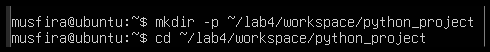 musfira@ubuntu:~$ mkdir -p ~/lab4/workspace/python_project
musfira@ubuntu:~$ cd ~/lab4/workspace/python_project